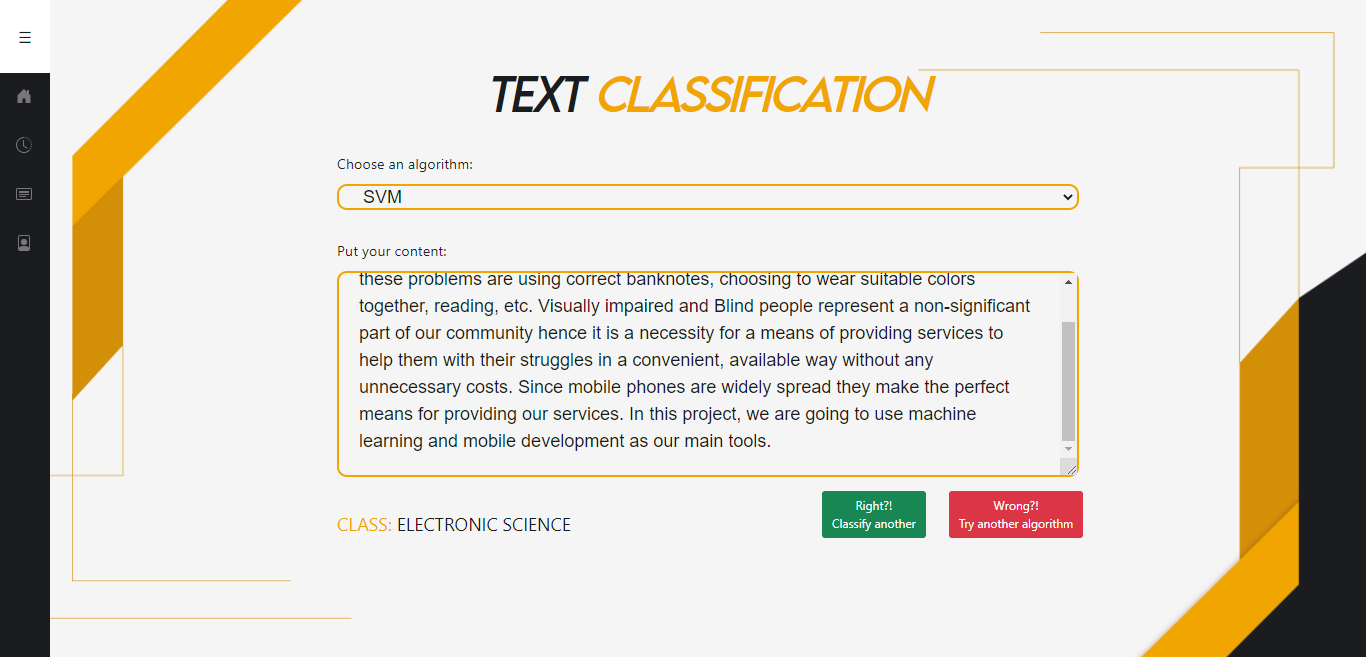 TEXT CLASSIFICATION
Choose an algorithm:
SVM
Put your content:
these problems are using correct banknotes, choosing to wear suitable colors
together, reading, etc. Visually impaired and Blind people represent a non-significant
part of our community hence it is a necessity for a means of providing services to
help them with their struggles in a convenient, available way without any
unnecessary costs. Since mobile phones are widely spread they make the perfect
means for providing our services. In this project, we are going to use machine
learning and mobile development as our main tools.
CLASS: ELECTRONIC SCIENCE
Right?!
Classify another
Wrong?!
Try another algorithm